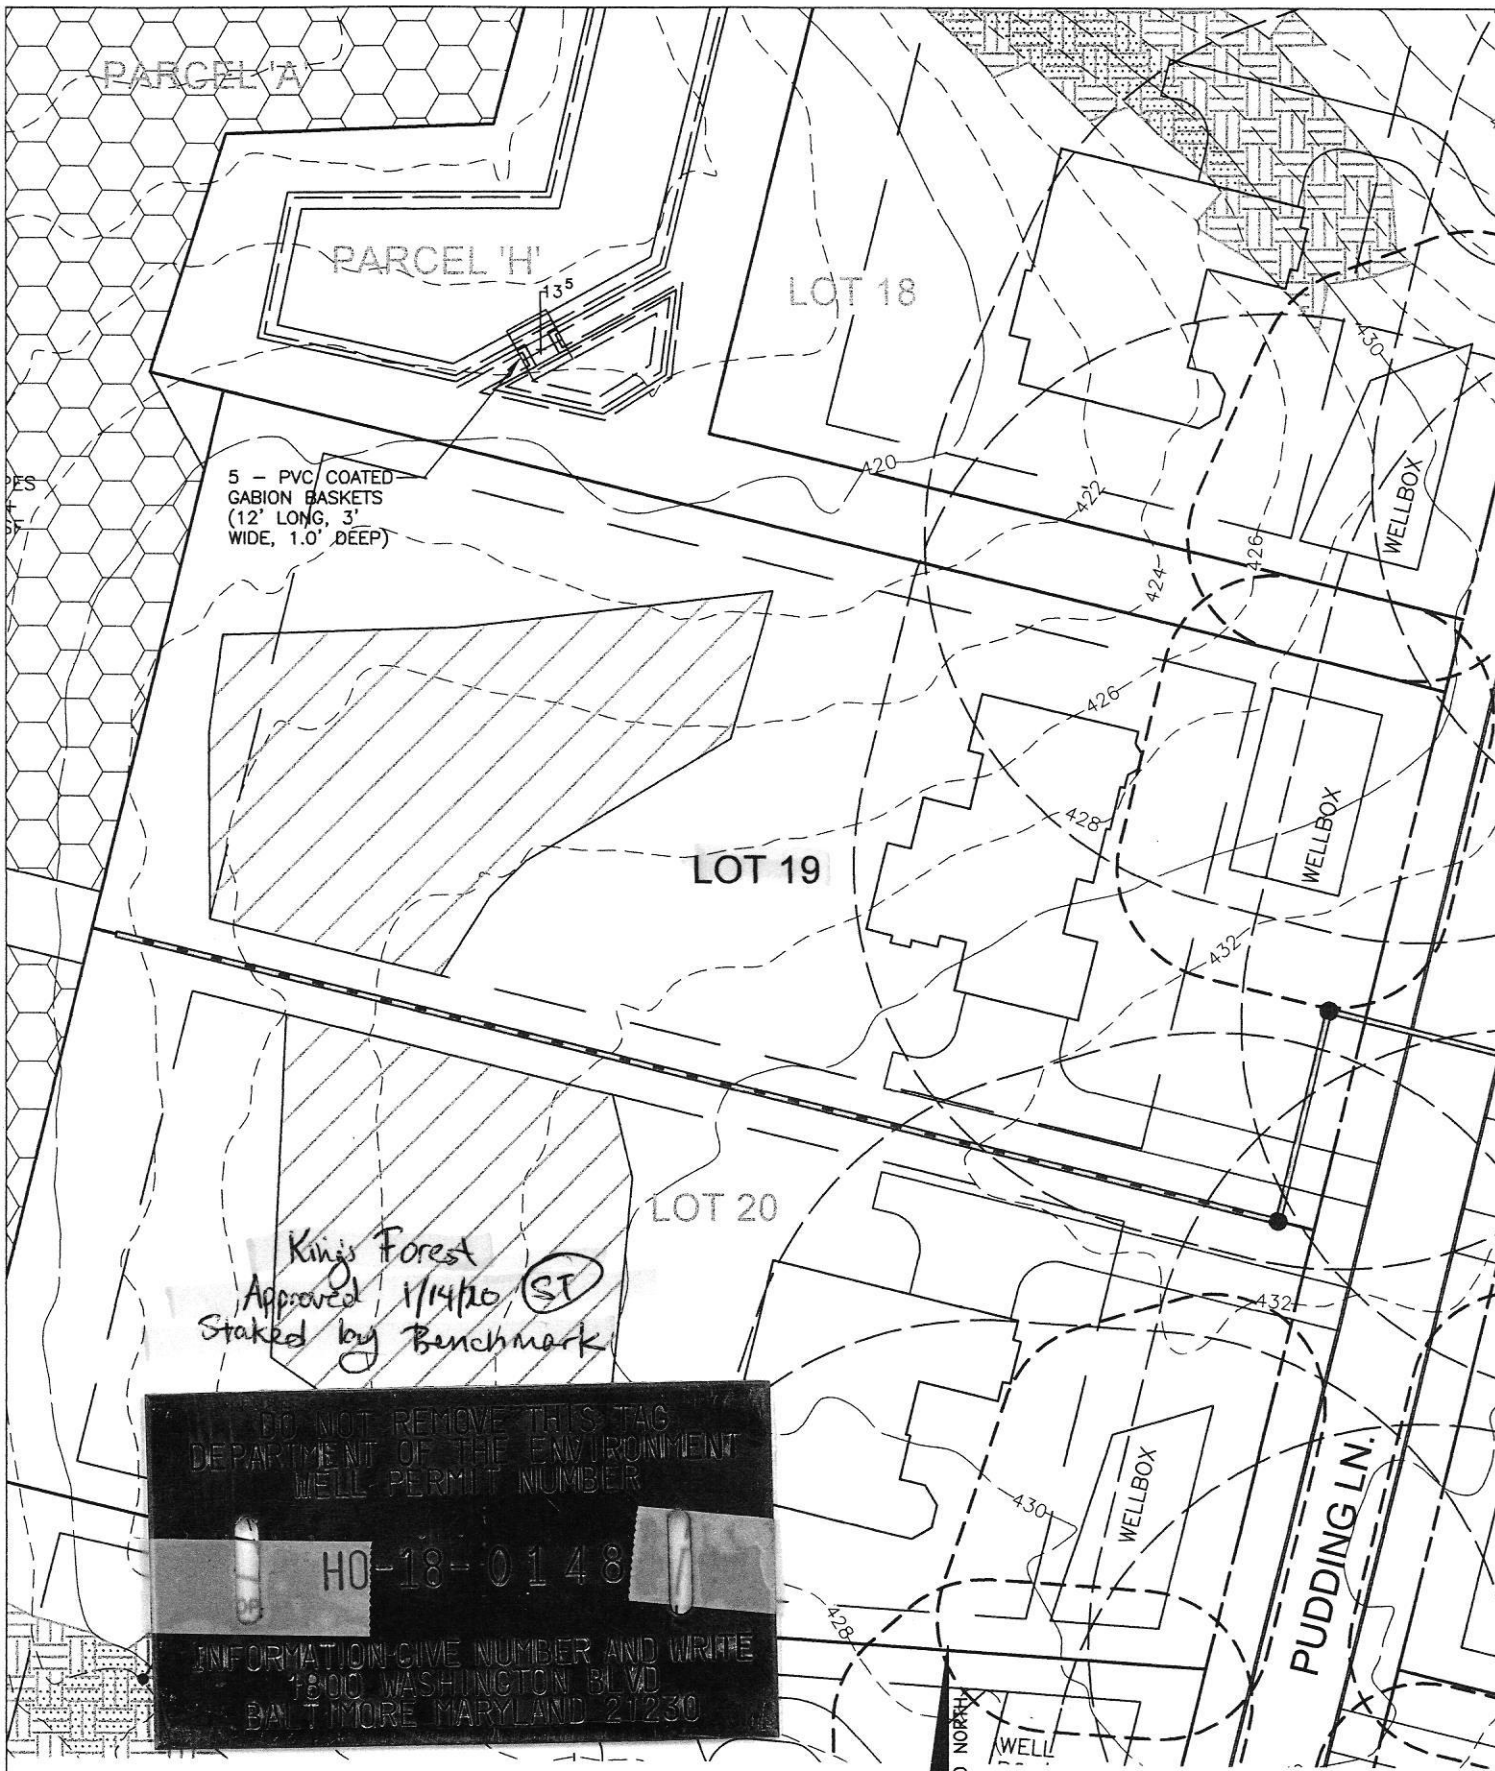 PARCEL 'A'
PARCEL 'H'
13⁵
LOT 18
430
5 – PVC COATED
GABION BASKETS
(12' LONG, 3'
WIDE, 1.0' DEEP)
420
422
424
426
WELLBOX
426
428
LOT 19
WELLBOX
432
LOT 20
King's Forest
Approved 1/14/20 ST
Staked by Benchmark
432
430
WELLBOX
PUDDING LN.
428
DO NOT REMOVE THIS TAG
DEPARTMENT OF THE ENVIRONMENT
WELL PERMIT NUMBER
HO-18-0148
INFORMATION-GIVE NUMBER AND WRITE
1800 WASHINGTON BLVD
BALTIMORE MARYLAND 21230
NORTH
WELL